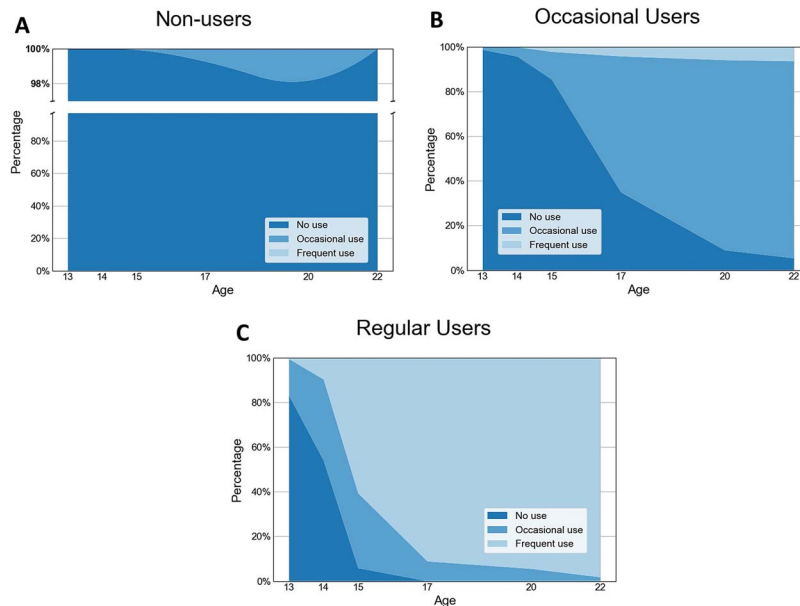 A
Non-users
100%
98%
80%
60%
40%
20%
0%
Percentage
No use
Occasional use
Frequent use
13 14 15 17 20 22
Age
B
Occasional Users
100%
80%
60%
40%
20%
0%
Percentage
No use
Occasional use
Frequent use
13 14 15 17 20 22
Age
C
Regular Users
100%
80%
60%
40%
20%
0%
Percentage
No use
Occasional use
Frequent use
13 14 15 17 20 22
Age